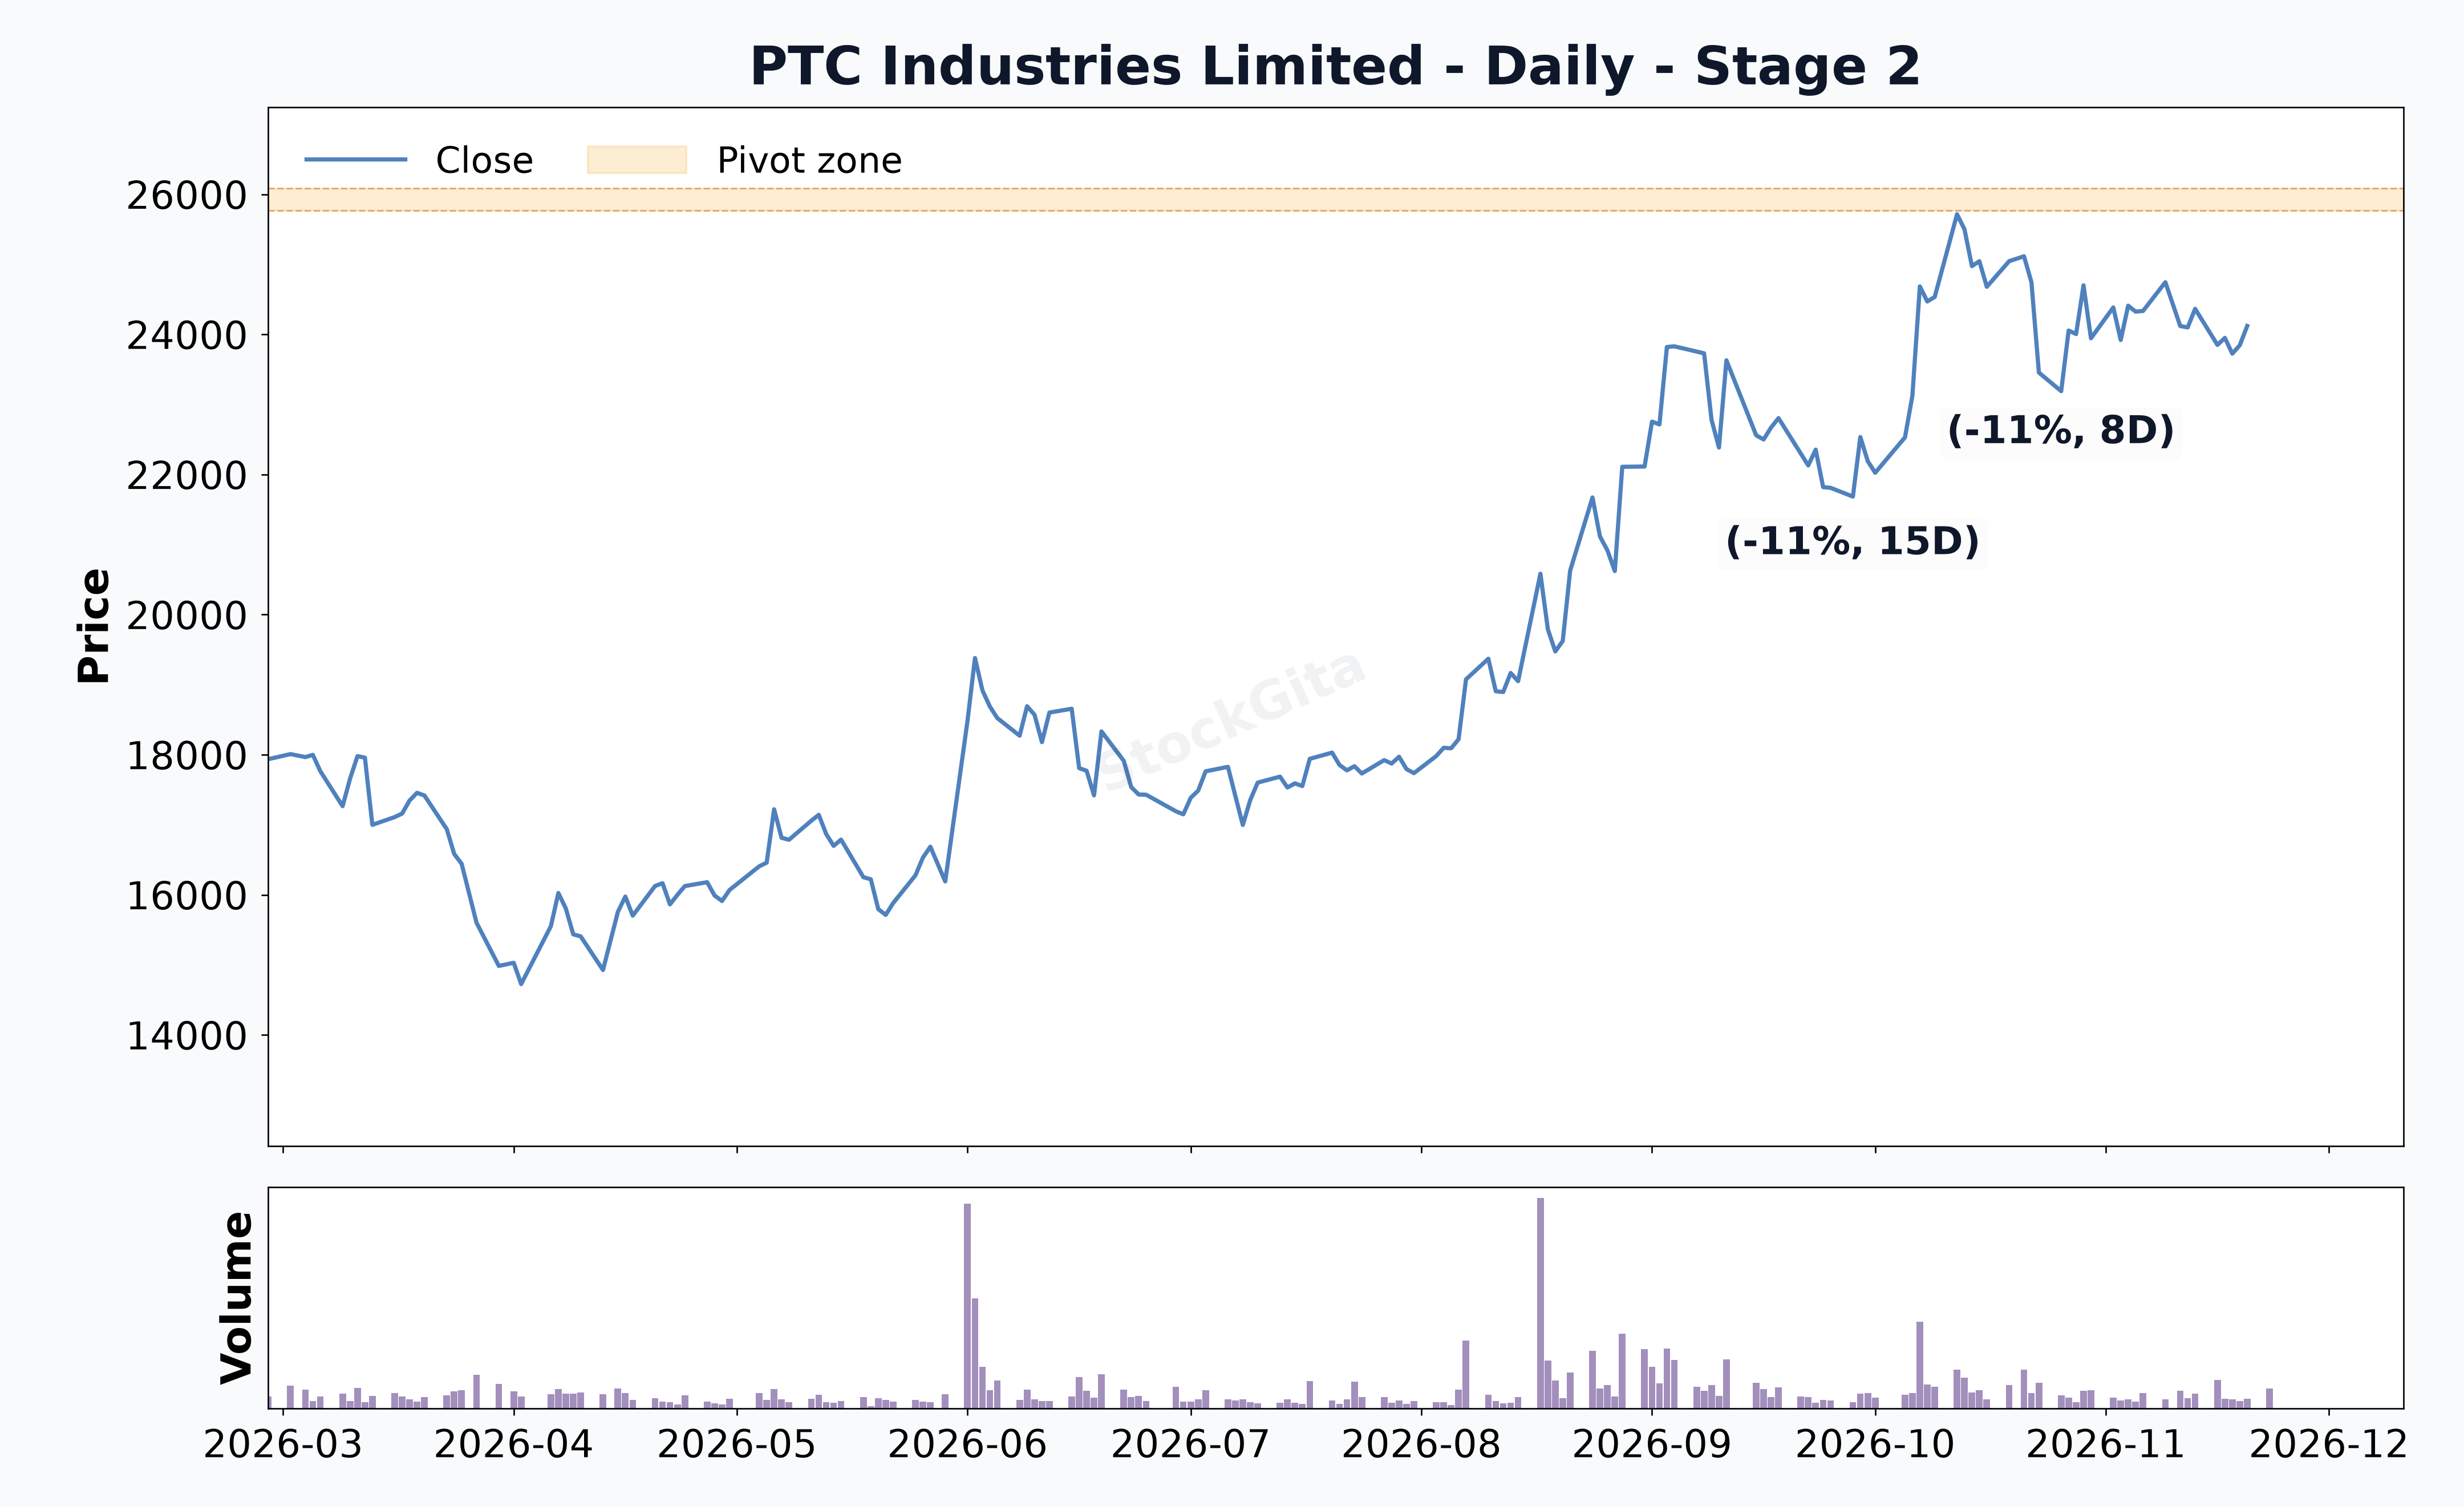 PTC Industries Limited - Daily - Stage 2
Close
Pivot zone
26000
24000
22000
20000
18000
16000
14000
Price
(-11%, 8D)
(-11%, 15D)
StockGita
Volume
2026-03
2026-04
2026-05
2026-06
2026-07
2026-08
2026-09
2026-10
2026-11
2026-12